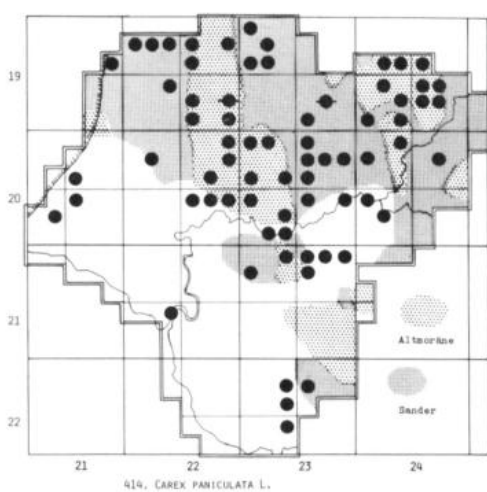 19
20
21
22
Altmoräne
Sander
21 22 23 24
414. CAREX PANICULATA L.